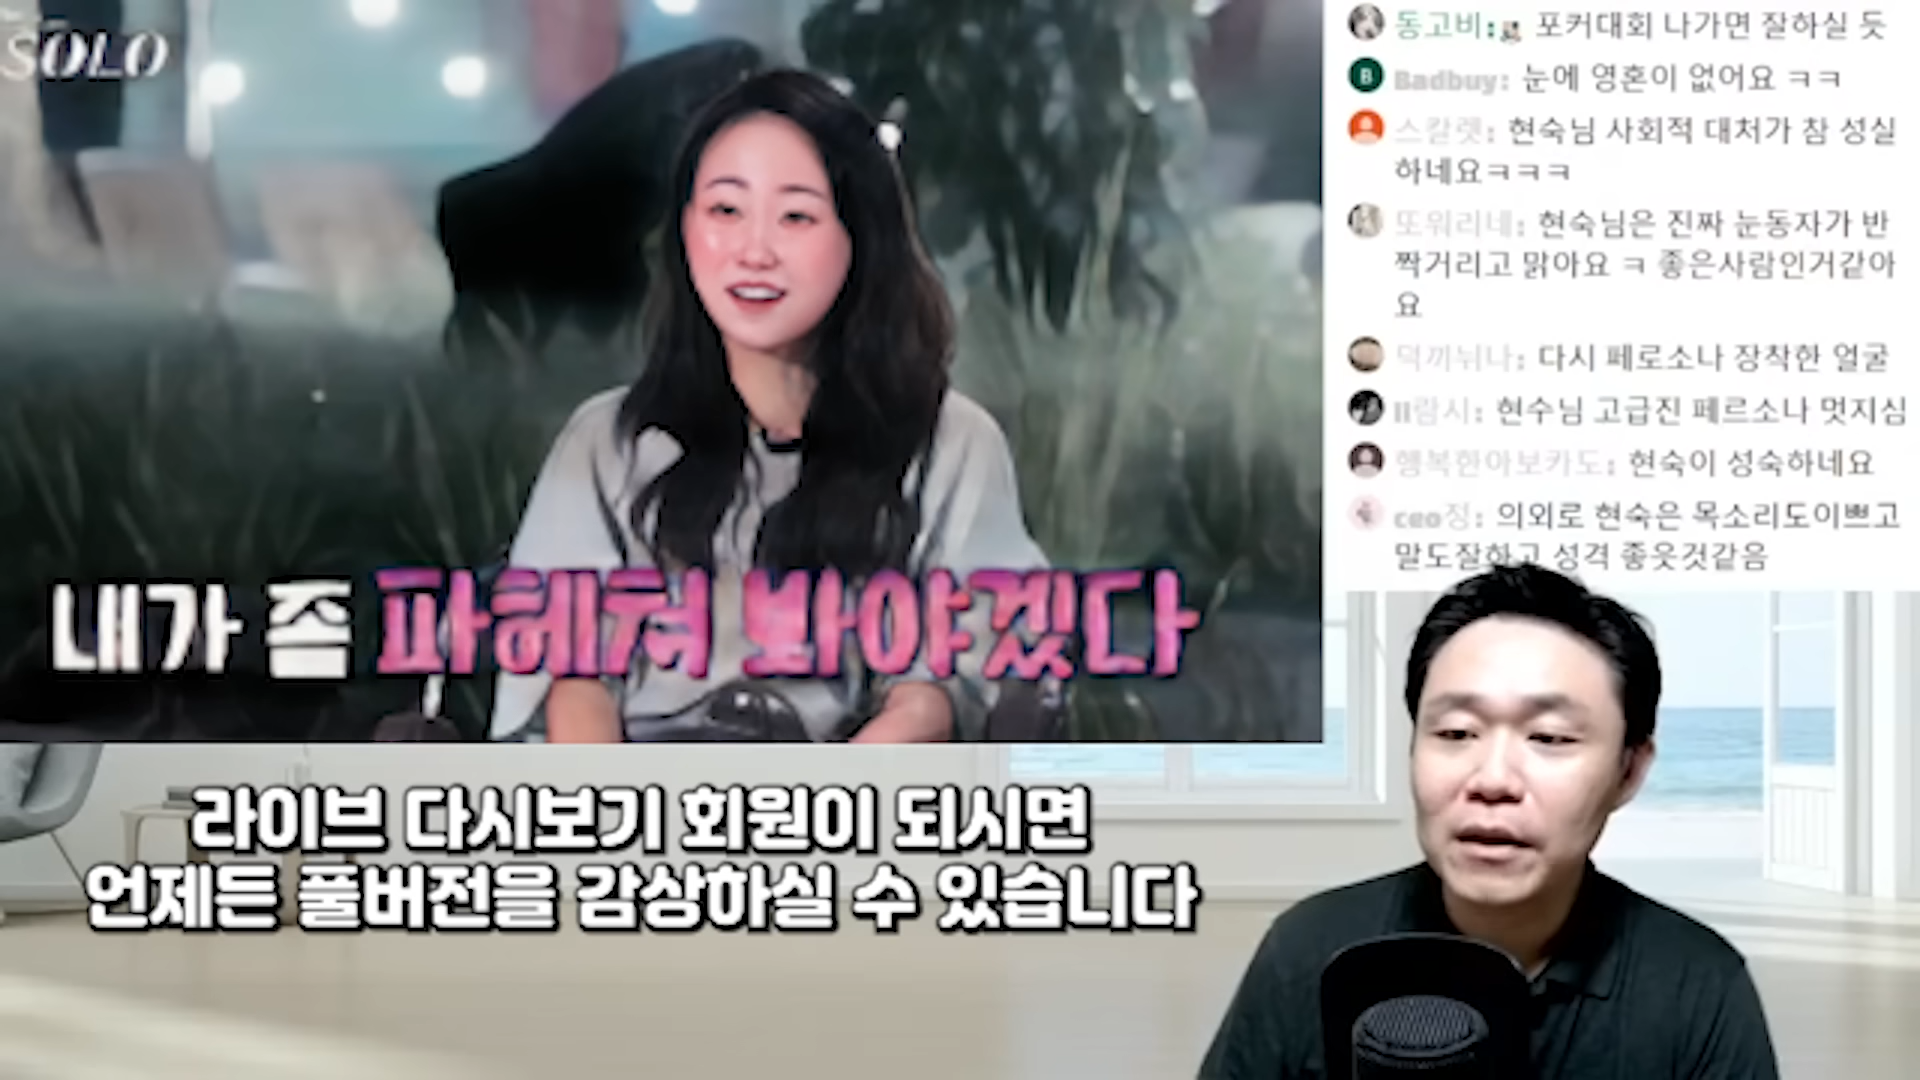 SOLO
내가 좀 파헤쳐 봐야겠다
라이브 다시보기 회원이 되시면
언제든 풀버전을 감상하실 수 있습니다
동고비: 포커대회 나가면 잘하실 듯
B Badbuy: 눈에 영혼이 없어요 ㅋㅋ
스칼렛: 현숙님 사회적 대처가 참 성실
하네요ㅋㅋㅋ
또워리네: 현숙님은 진짜 눈동자가 반
짝거리고 맑아요 ㅋ 좋은사람인거같아
요
덕끼뉘나: 다시 페로소나 장착한 얼굴
II람시: 현수님 고급진 페르소나 멋지심
행복한아보카도: 현숙이 성숙하네요
ceo정: 의외로 현숙은 목소리도이쁘고
말도잘하고 성격 좋읏것같음